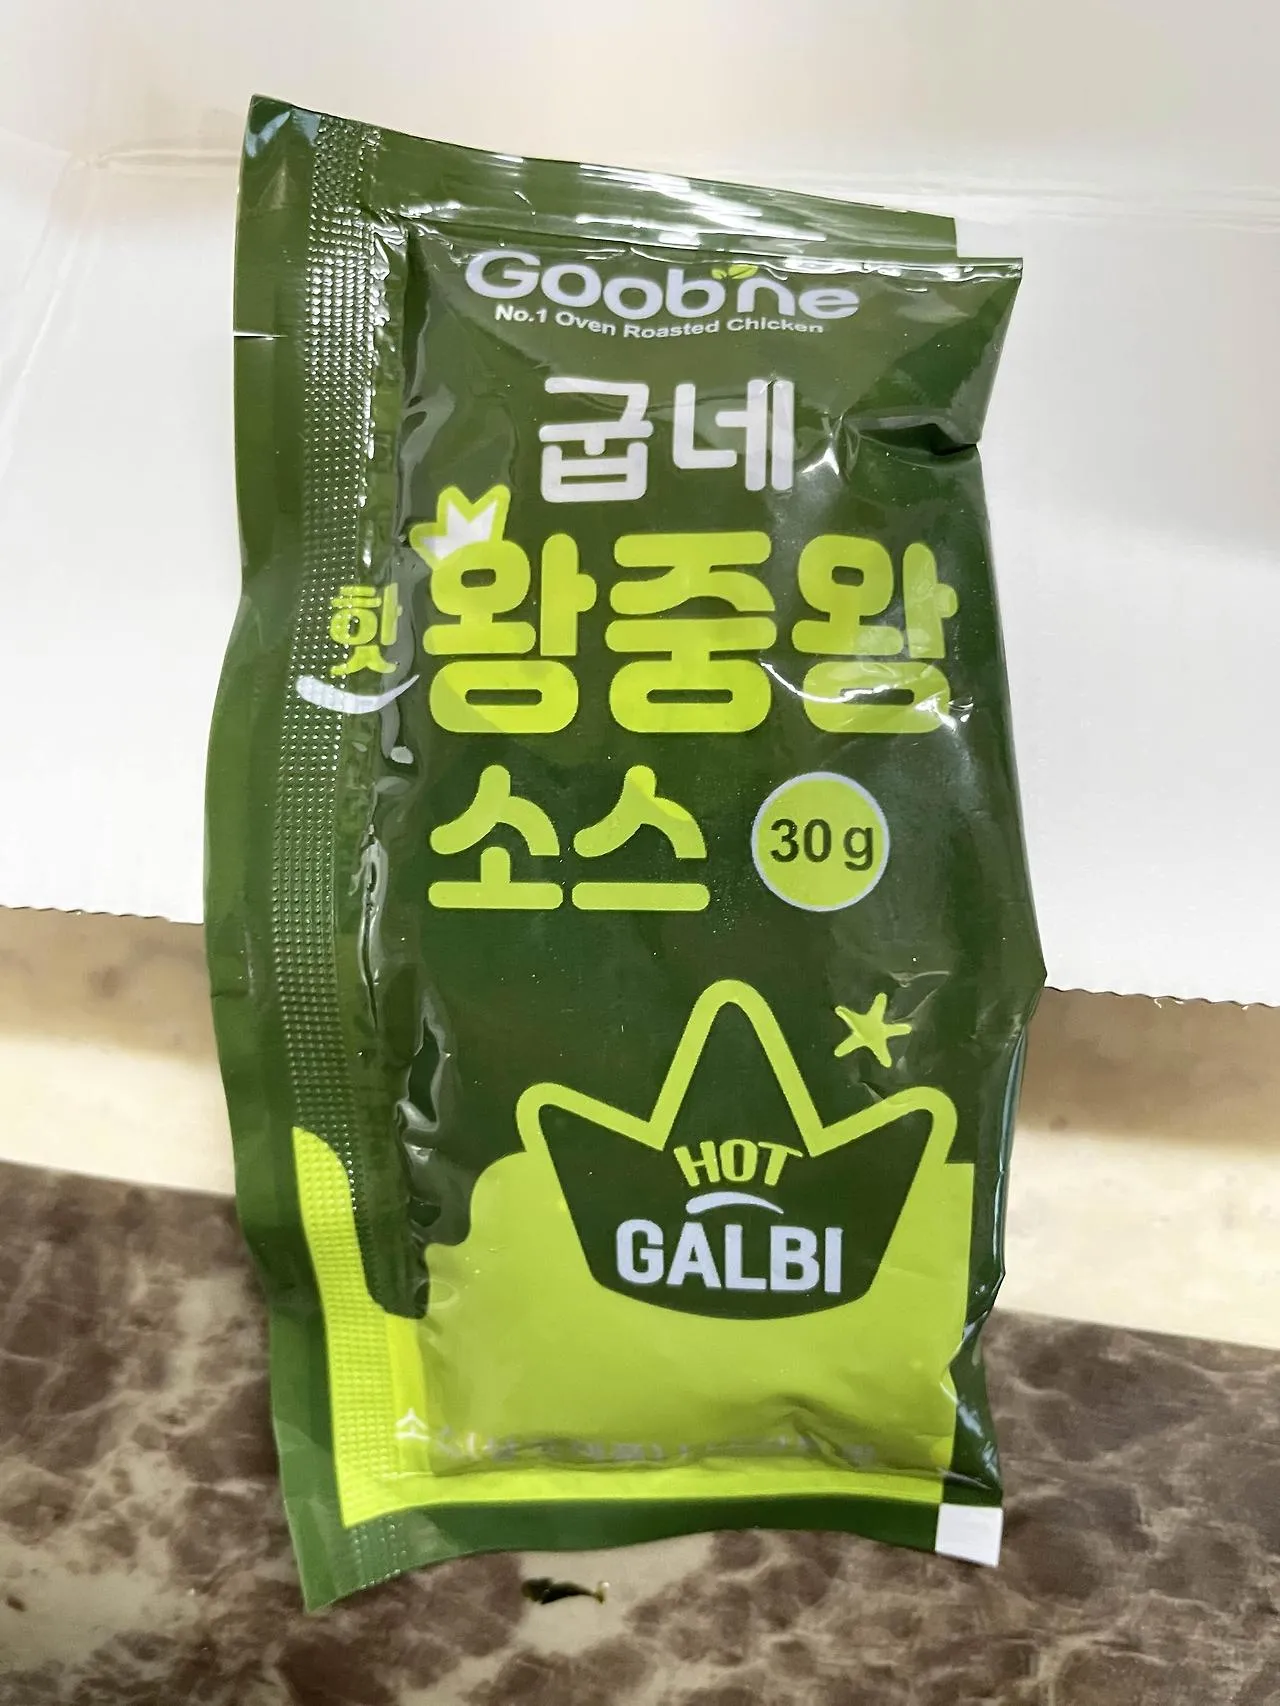 Goobne
No.1 Oven Roasted Chicken
굽네
핫 왕중왕
소스 30g
HOT
GALBI